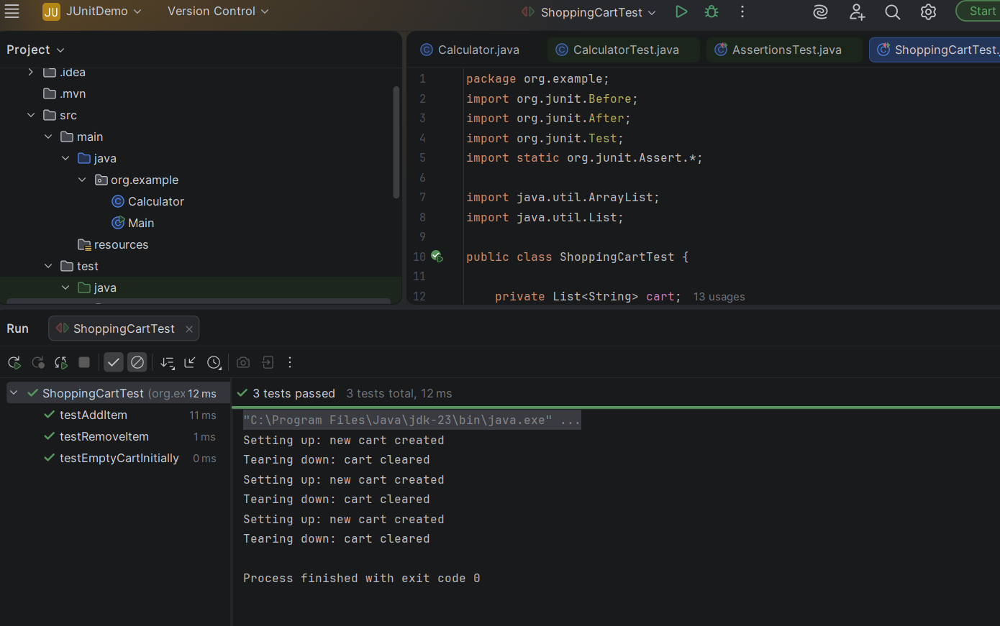 JU JUnitDemo Version Control ShoppingCartTest Start
Project
.idea
.mvn
src
main
java
org.example
Calculator
Main
resources
test
java
Calculator.java CalculatorTest.java AssertionsTest.java ShoppingCartTest.
1 package org.example;
2 import org.junit.Before;
3 import org.junit.After;
4 import org.junit.Test;
5 import static org.junit.Assert.*;
6
7 import java.util.ArrayList;
8 import java.util.List;
9
10 public class ShoppingCartTest {
11
12 private List<String> cart; 13 usages
Run ShoppingCartTest
ShoppingCartTest (org.ex 12 ms
testAddItem 11 ms
testRemoveItem 1 ms
testEmptyCartInitially 0 ms
3 tests passed 3 tests total, 12 ms
"C:\Program Files\Java\jdk-23\bin\java.exe" ...
Setting up: new cart created
Tearing down: cart cleared
Setting up: new cart created
Tearing down: cart cleared
Setting up: new cart created
Tearing down: cart cleared
Process finished with exit code 0